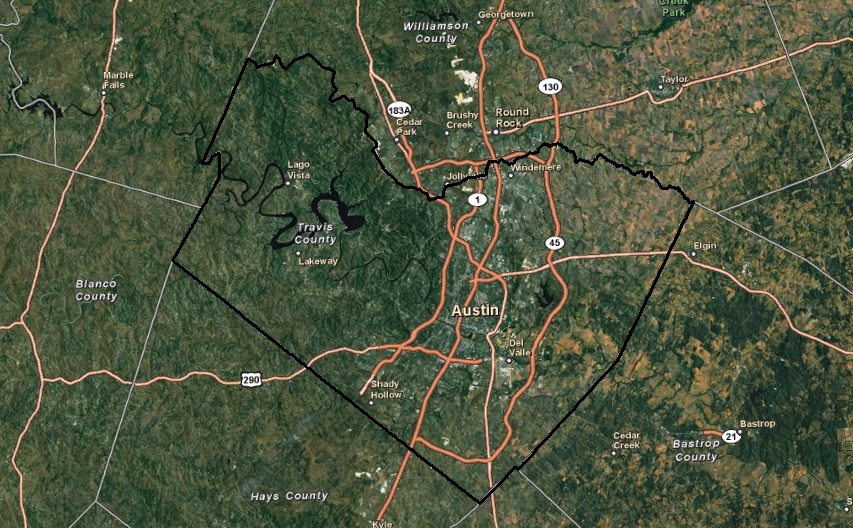 Creek
Park
Georgetown
Williamson
County
Marble
Falls
Taylor
130
183A
Cedar
Park
Brushy
Creek
Round
Rock
Lago
Vista
Windemere
1
Travis
County
45
Elgin
Lakeway
Blanco
County
Austin
Del
Valle
290
Shady
Hollow
Cedar
Creek
Bastrop
21
Bastrop
County
Hays County
Kyle